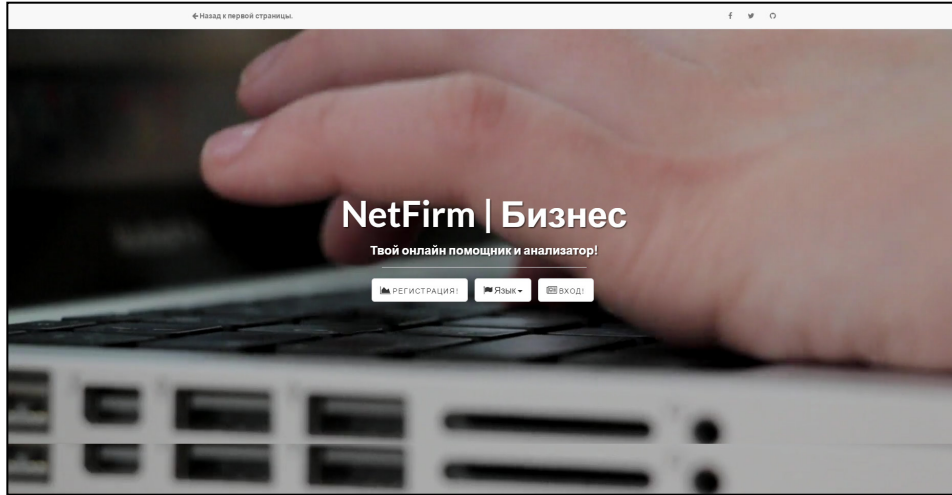 Назад к первой страницы.
NetFirm | Бизнес
Твой онлайн помощник и анализатор!
РЕГИСТРАЦИЯ!
Язык
ВХОД!